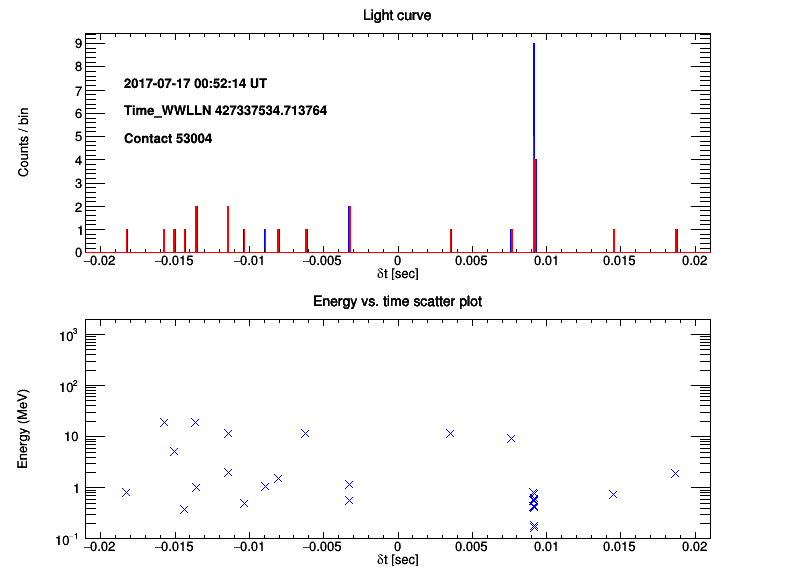 Light curve
Counts / bin
9
8
7
6
5
4
3
2
1
0
2017-07-17 00:52:14 UT
Time_WWLLN 427337534.713764
Contact 53004
−0.02 −0.015 −0.01 −0.005 0 0.005 0.01 0.015 0.02
δt [sec]
Energy vs. time scatter plot
Energy (MeV)
10³
10²
10
1
10⁻¹
−0.02 −0.015 −0.01 −0.005 0 0.005 0.01 0.015 0.02
δt [sec]